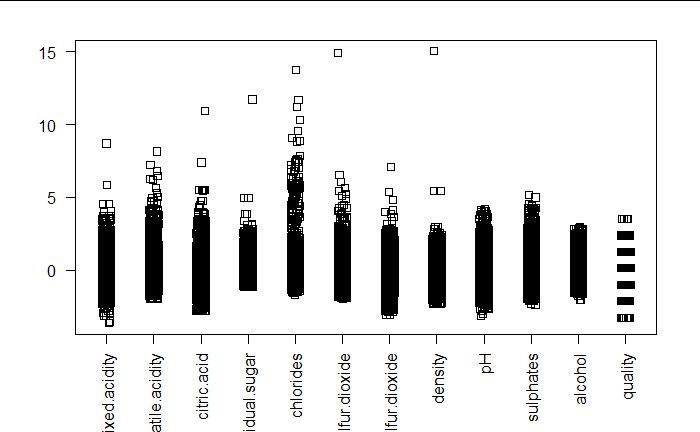 15
10
5
0
ixed.acidity
atile.acidity
citric.acid
idual.sugar
chlorides
lfur.dioxide
lfur.dioxide
density
pH
sulphates
alcohol
quality